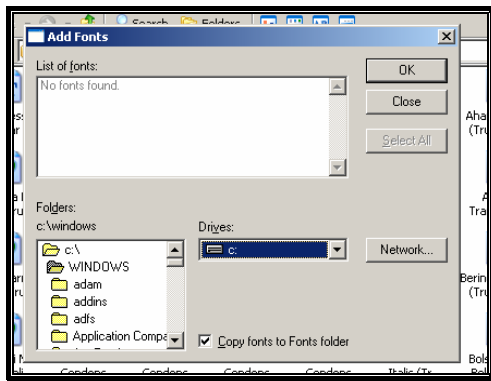 Search Folders
Add Fonts
List of fonts:
No fonts found.
OK
Close
Select All
Folders:
c:\windows
Drives:
c:\
c:
WINDOWS
Network...
adam
addins
adfs
Application Compa
Copy fonts to Fonts folder
Aha
(Tru
Tra
Berin
(Tru
Condens Condens Condens Condens Italic (Tr